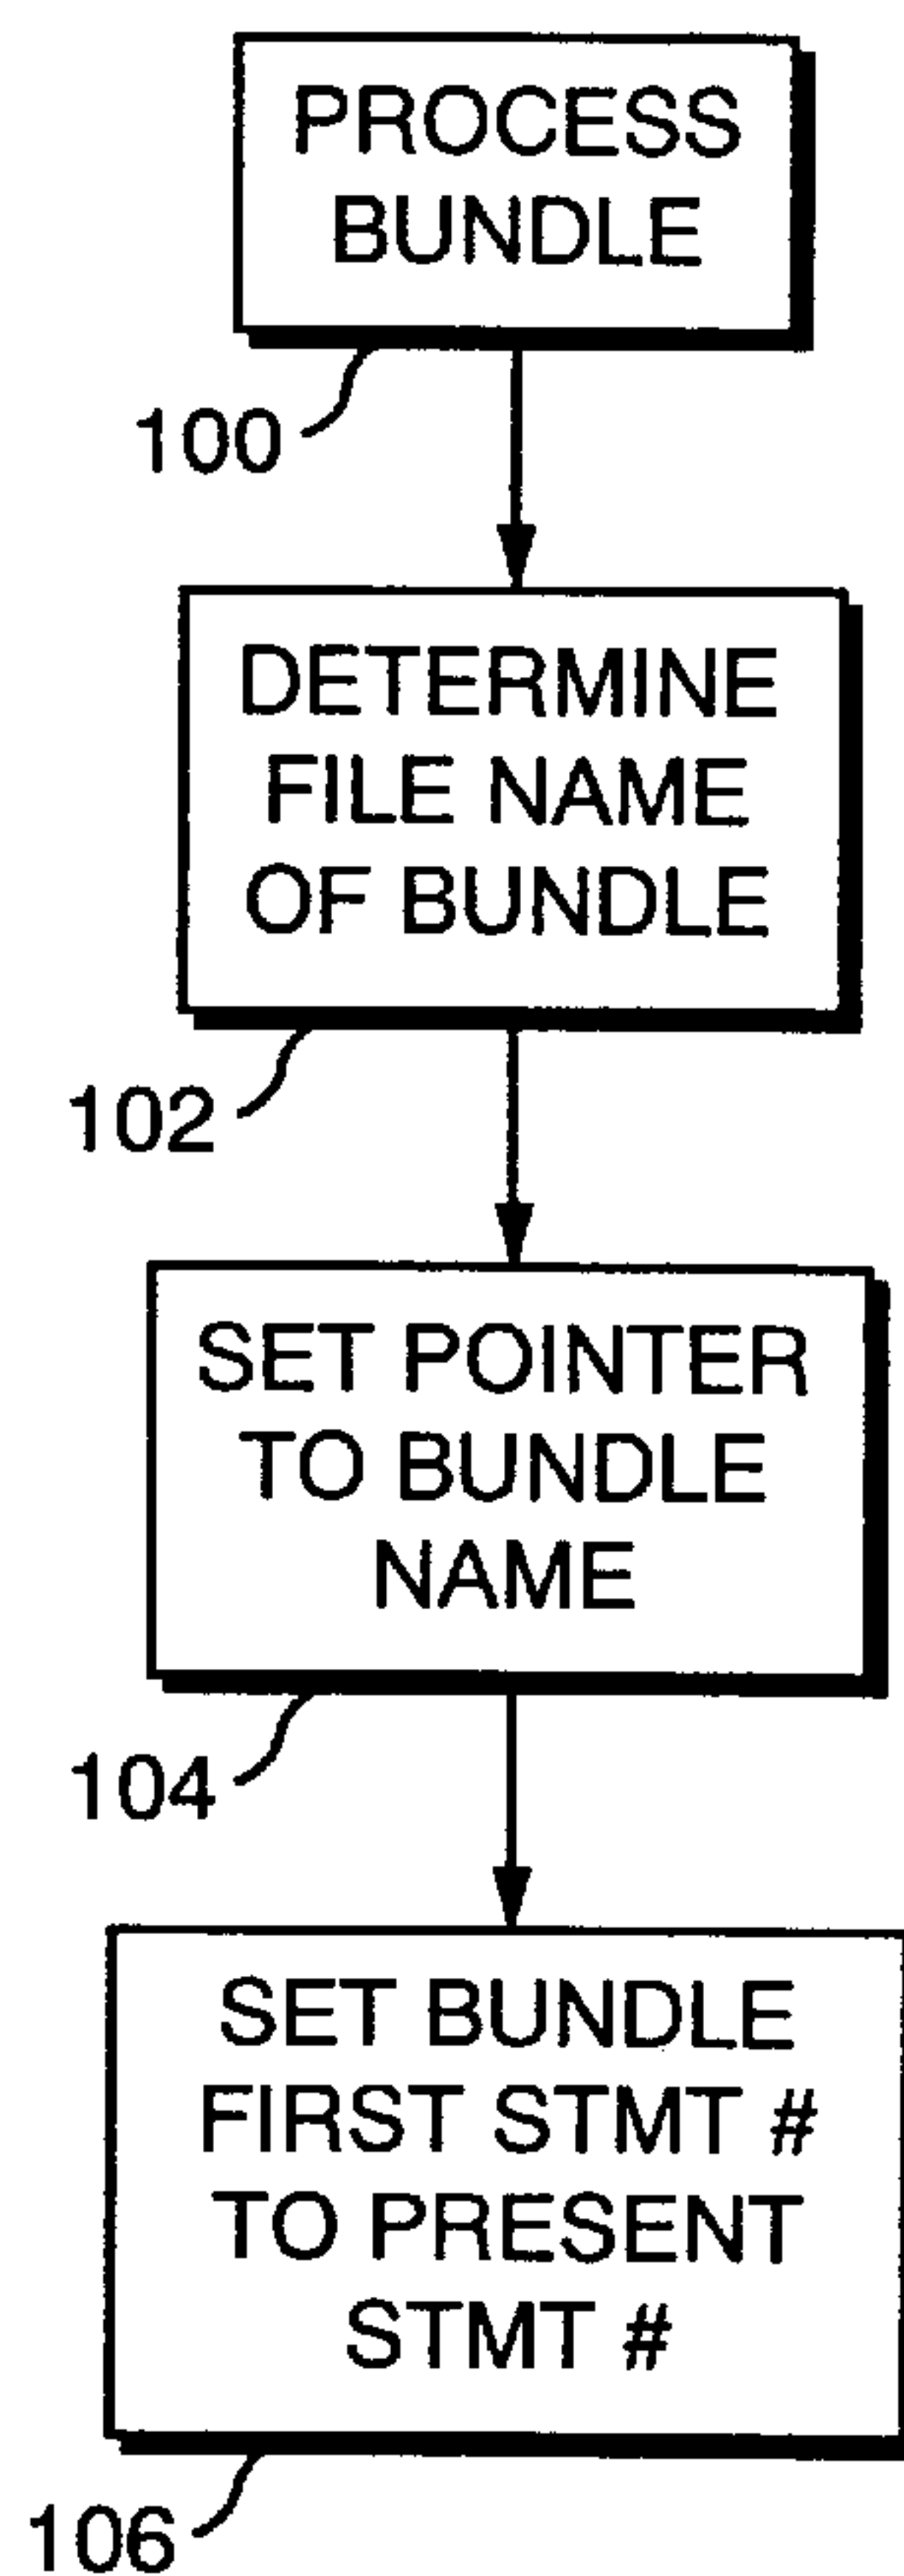 PROCESS
BUNDLE
100
DETERMINE
FILE NAME
OF BUNDLE
102
SET POINTER
TO BUNDLE
NAME
104
SET BUNDLE
FIRST STMT #
TO PRESENT
STMT #
106